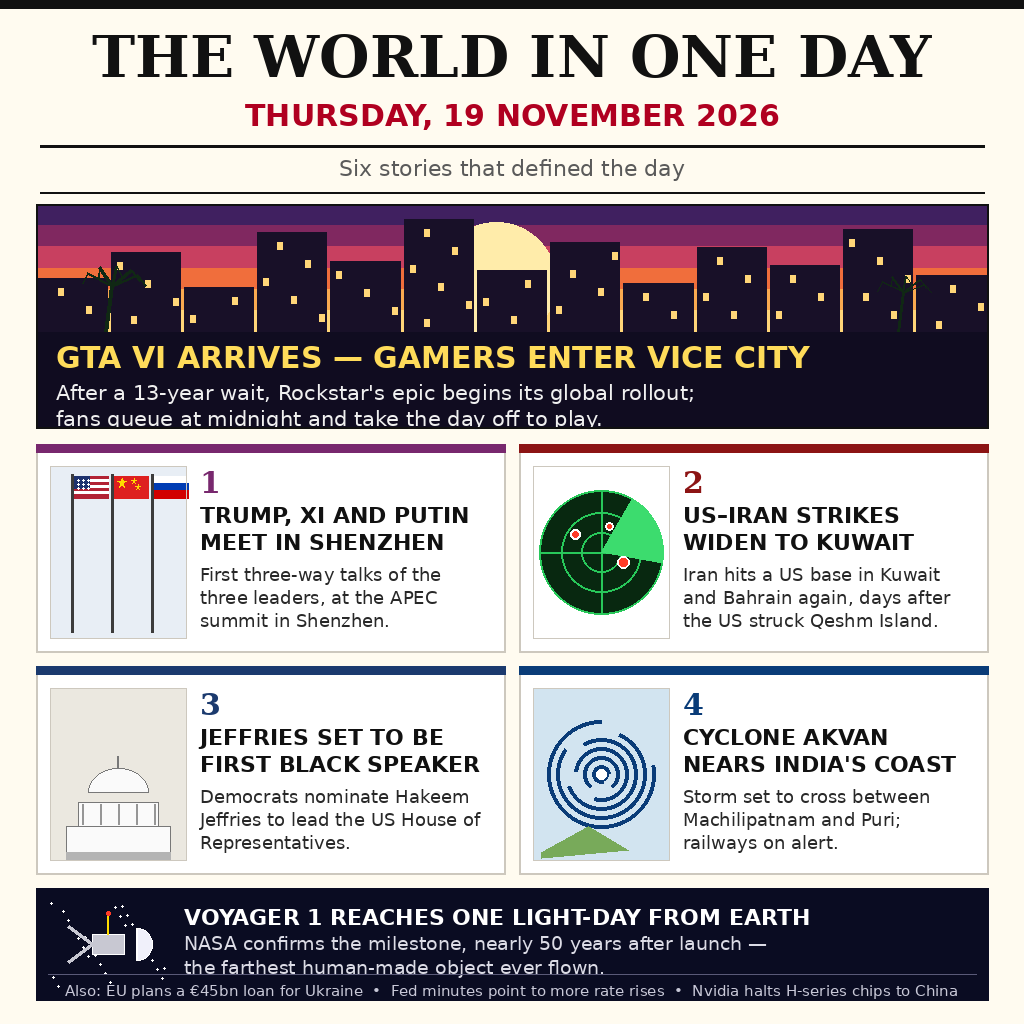 THE WORLD IN ONE DAY
THURSDAY, 19 NOVEMBER 2026
Six stories that defined the day
GTA VI ARRIVES — GAMERS ENTER VICE CITY
After a 13-year wait, Rockstar's epic begins its global rollout;
fans queue at midnight and take the day off to play.
1
TRUMP, XI AND PUTIN
MEET IN SHENZHEN
First three-way talks of the
three leaders, at the APEC
summit in Shenzhen.
2
US–IRAN STRIKES
WIDEN TO KUWAIT
Iran hits a US base in Kuwait
and Bahrain again, days after
the US struck Qeshm Island.
3
JEFFRIES SET TO BE
FIRST BLACK SPEAKER
Democrats nominate Hakeem
Jeffries to lead the US House of
Representatives.
4
CYCLONE AKVAN
NEARS INDIA'S COAST
Storm set to cross between
Machilipatnam and Puri;
railways on alert.
VOYAGER 1 REACHES ONE LIGHT-DAY FROM EARTH
NASA confirms the milestone, nearly 50 years after launch —
the farthest human-made object ever flown.
Also: EU plans a €45bn loan for Ukraine • Fed minutes point to more rate rises • Nvidia halts H-series chips to China